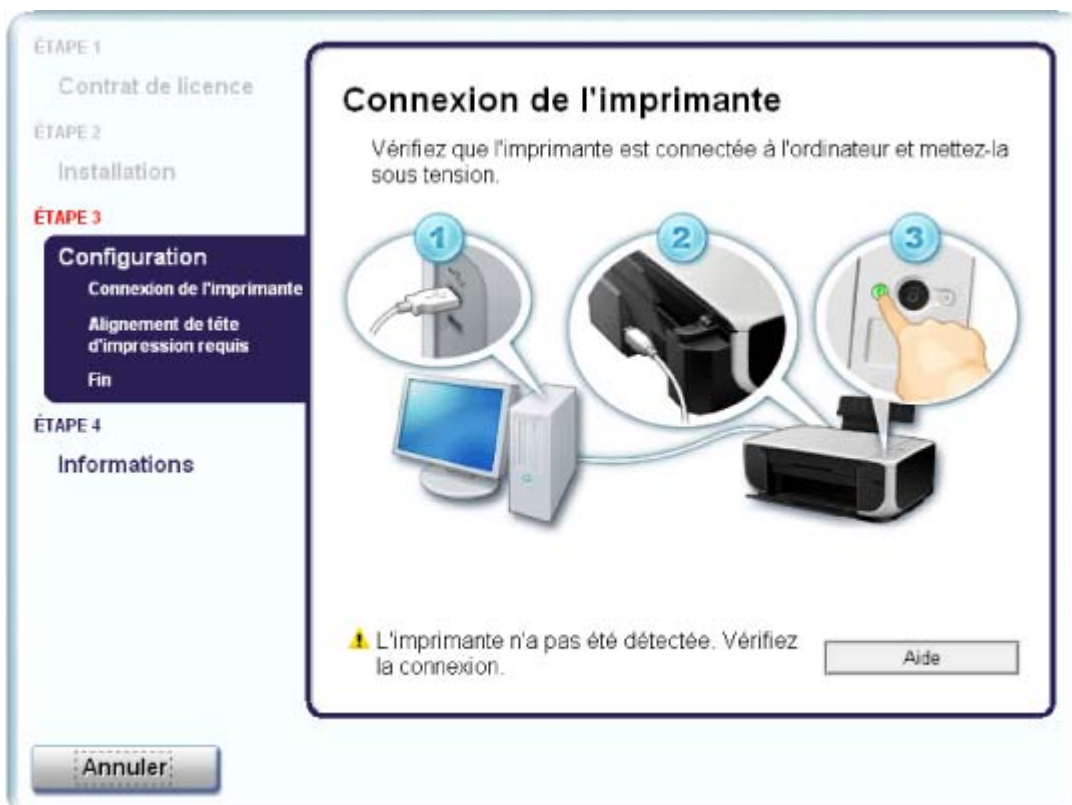 ÉTAPE 1
Contrat de licence
ÉTAPE 2
Installation
ÉTAPE 3
Configuration
Connexion de l'imprimante
Alignement de tête
d'impression requis
Fin
ÉTAPE 4
Informations
Connexion de l'imprimante
Vérifiez que l'imprimante est connectée à l'ordinateur et mettez-la
sous tension.
1
2
3
L'imprimante n'a pas été détectée. Vérifiez
la connexion.
Aide
Annuler